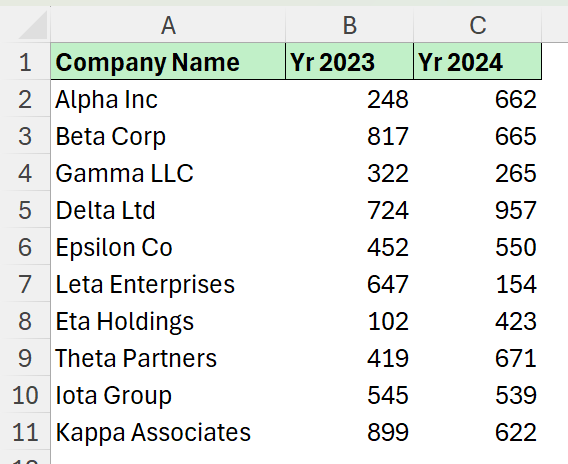 A B C
1 Company Name Yr 2023 Yr 2024
2 Alpha Inc 248 662
3 Beta Corp 817 665
4 Gamma LLC 322 265
5 Delta Ltd 724 957
6 Epsilon Co 452 550
7 Leta Enterprises 647 154
8 Eta Holdings 102 423
9 Theta Partners 419 671
10 Iota Group 545 539
11 Kappa Associates 899 622